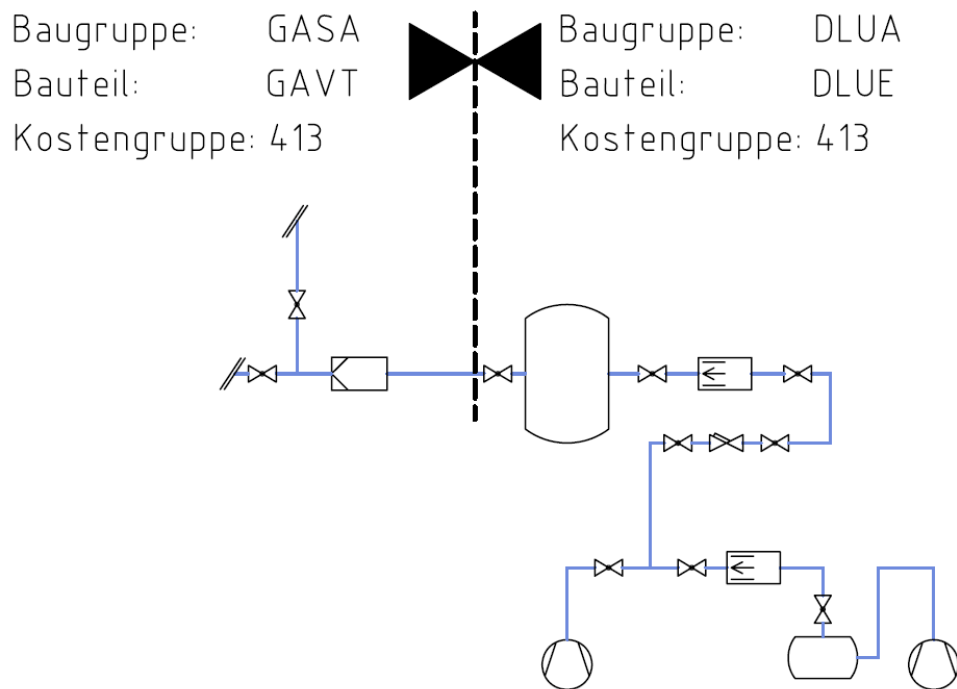 Baugruppe: GASA
Bauteil: GAVT
Kostengruppe: 413
Baugruppe: DLUA
Bauteil: DLUE
Kostengruppe: 413